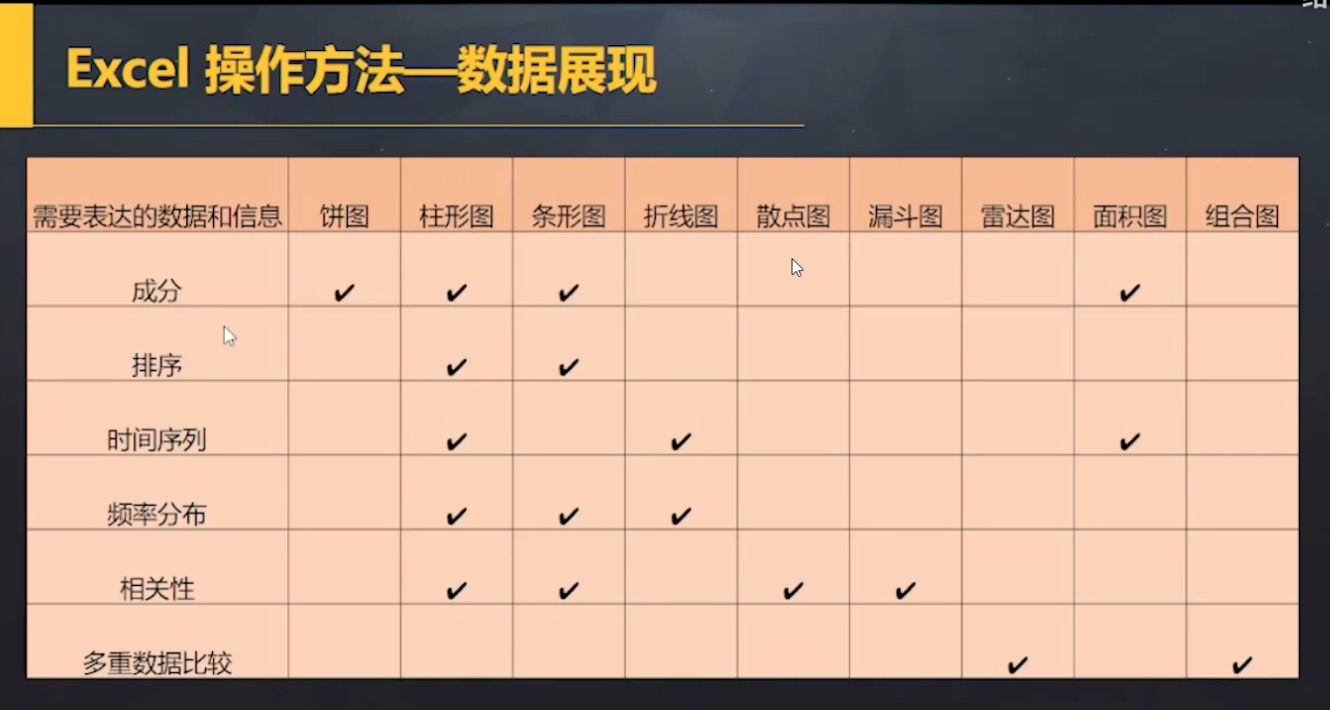 Excel 操作方法—数据展现
需要表达的数据和信息 饼图 柱形图 条形图 折线图 散点图 漏斗图 雷达图 面积图 组合图
成分 ✔ ✔ ✔ ✔
排序 ✔ ✔
时间序列 ✔ ✔ ✔
频率分布 ✔ ✔ ✔
相关性 ✔ ✔ ✔ ✔
多重数据比较 ✔ ✔